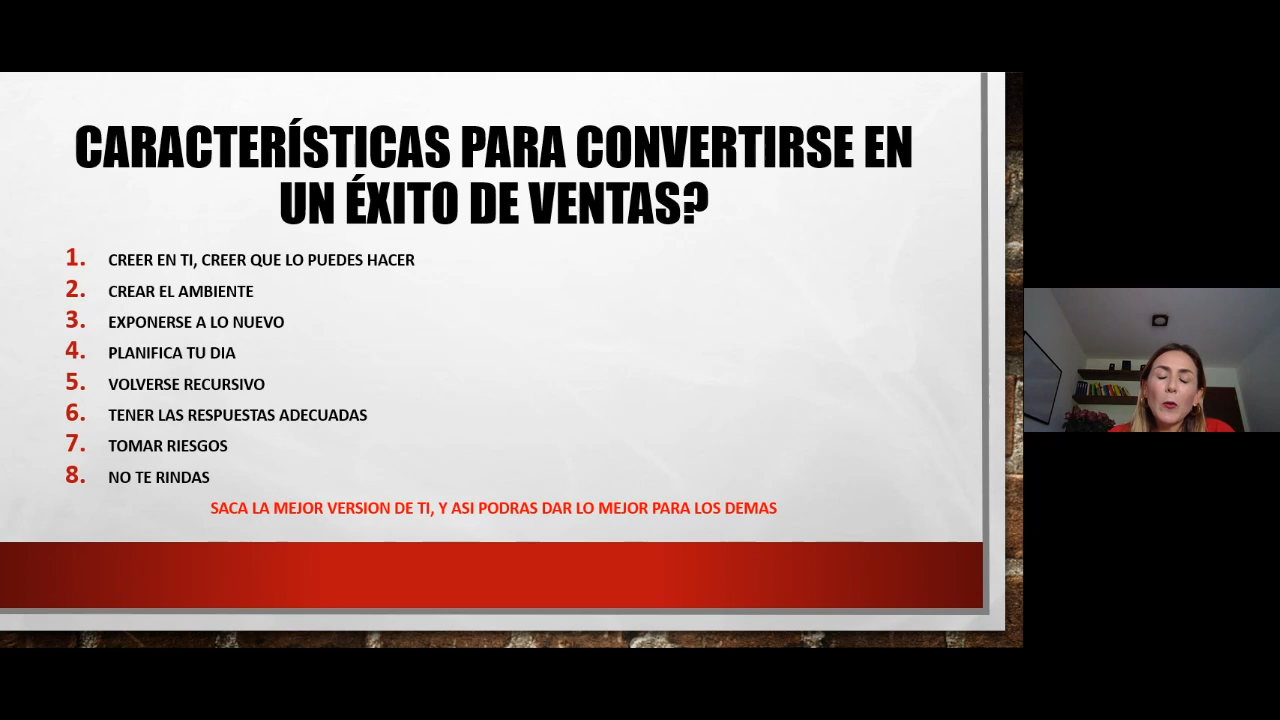 CARACTERÍSTICAS PARA CONVERTIRSE EN
UN ÉXITO DE VENTAS?
1. CREER EN TI, CREER QUE LO PUEDES HACER
2. CREAR EL AMBIENTE
3. EXPONERSE A LO NUEVO
4. PLANIFICA TU DIA
5. VOLVERSE RECURSIVO
6. TENER LAS RESPUESTAS ADECUADAS
7. TOMAR RIESGOS
8. NO TE RINDAS
SACA LA MEJOR VERSION DE TI, Y ASI PODRAS DAR LO MEJOR PARA LOS DEMAS